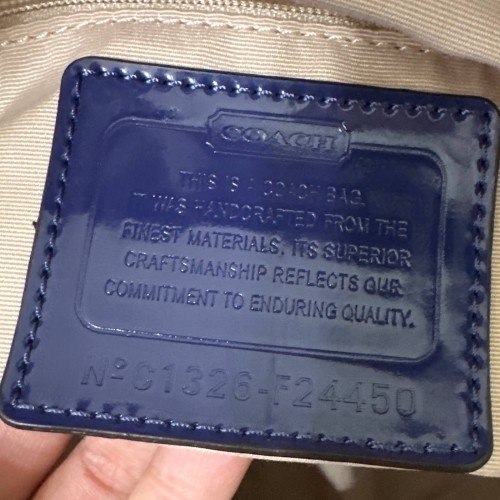 COACH
THIS IS A COACH BAG.
IT WAS HANDCRAFTED FROM THE
FINEST MATERIALS. ITS SUPERIOR
CRAFTSMANSHIP REFLECTS OUR
COMMITMENT TO ENDURING QUALITY.
Nº C1326-F24450